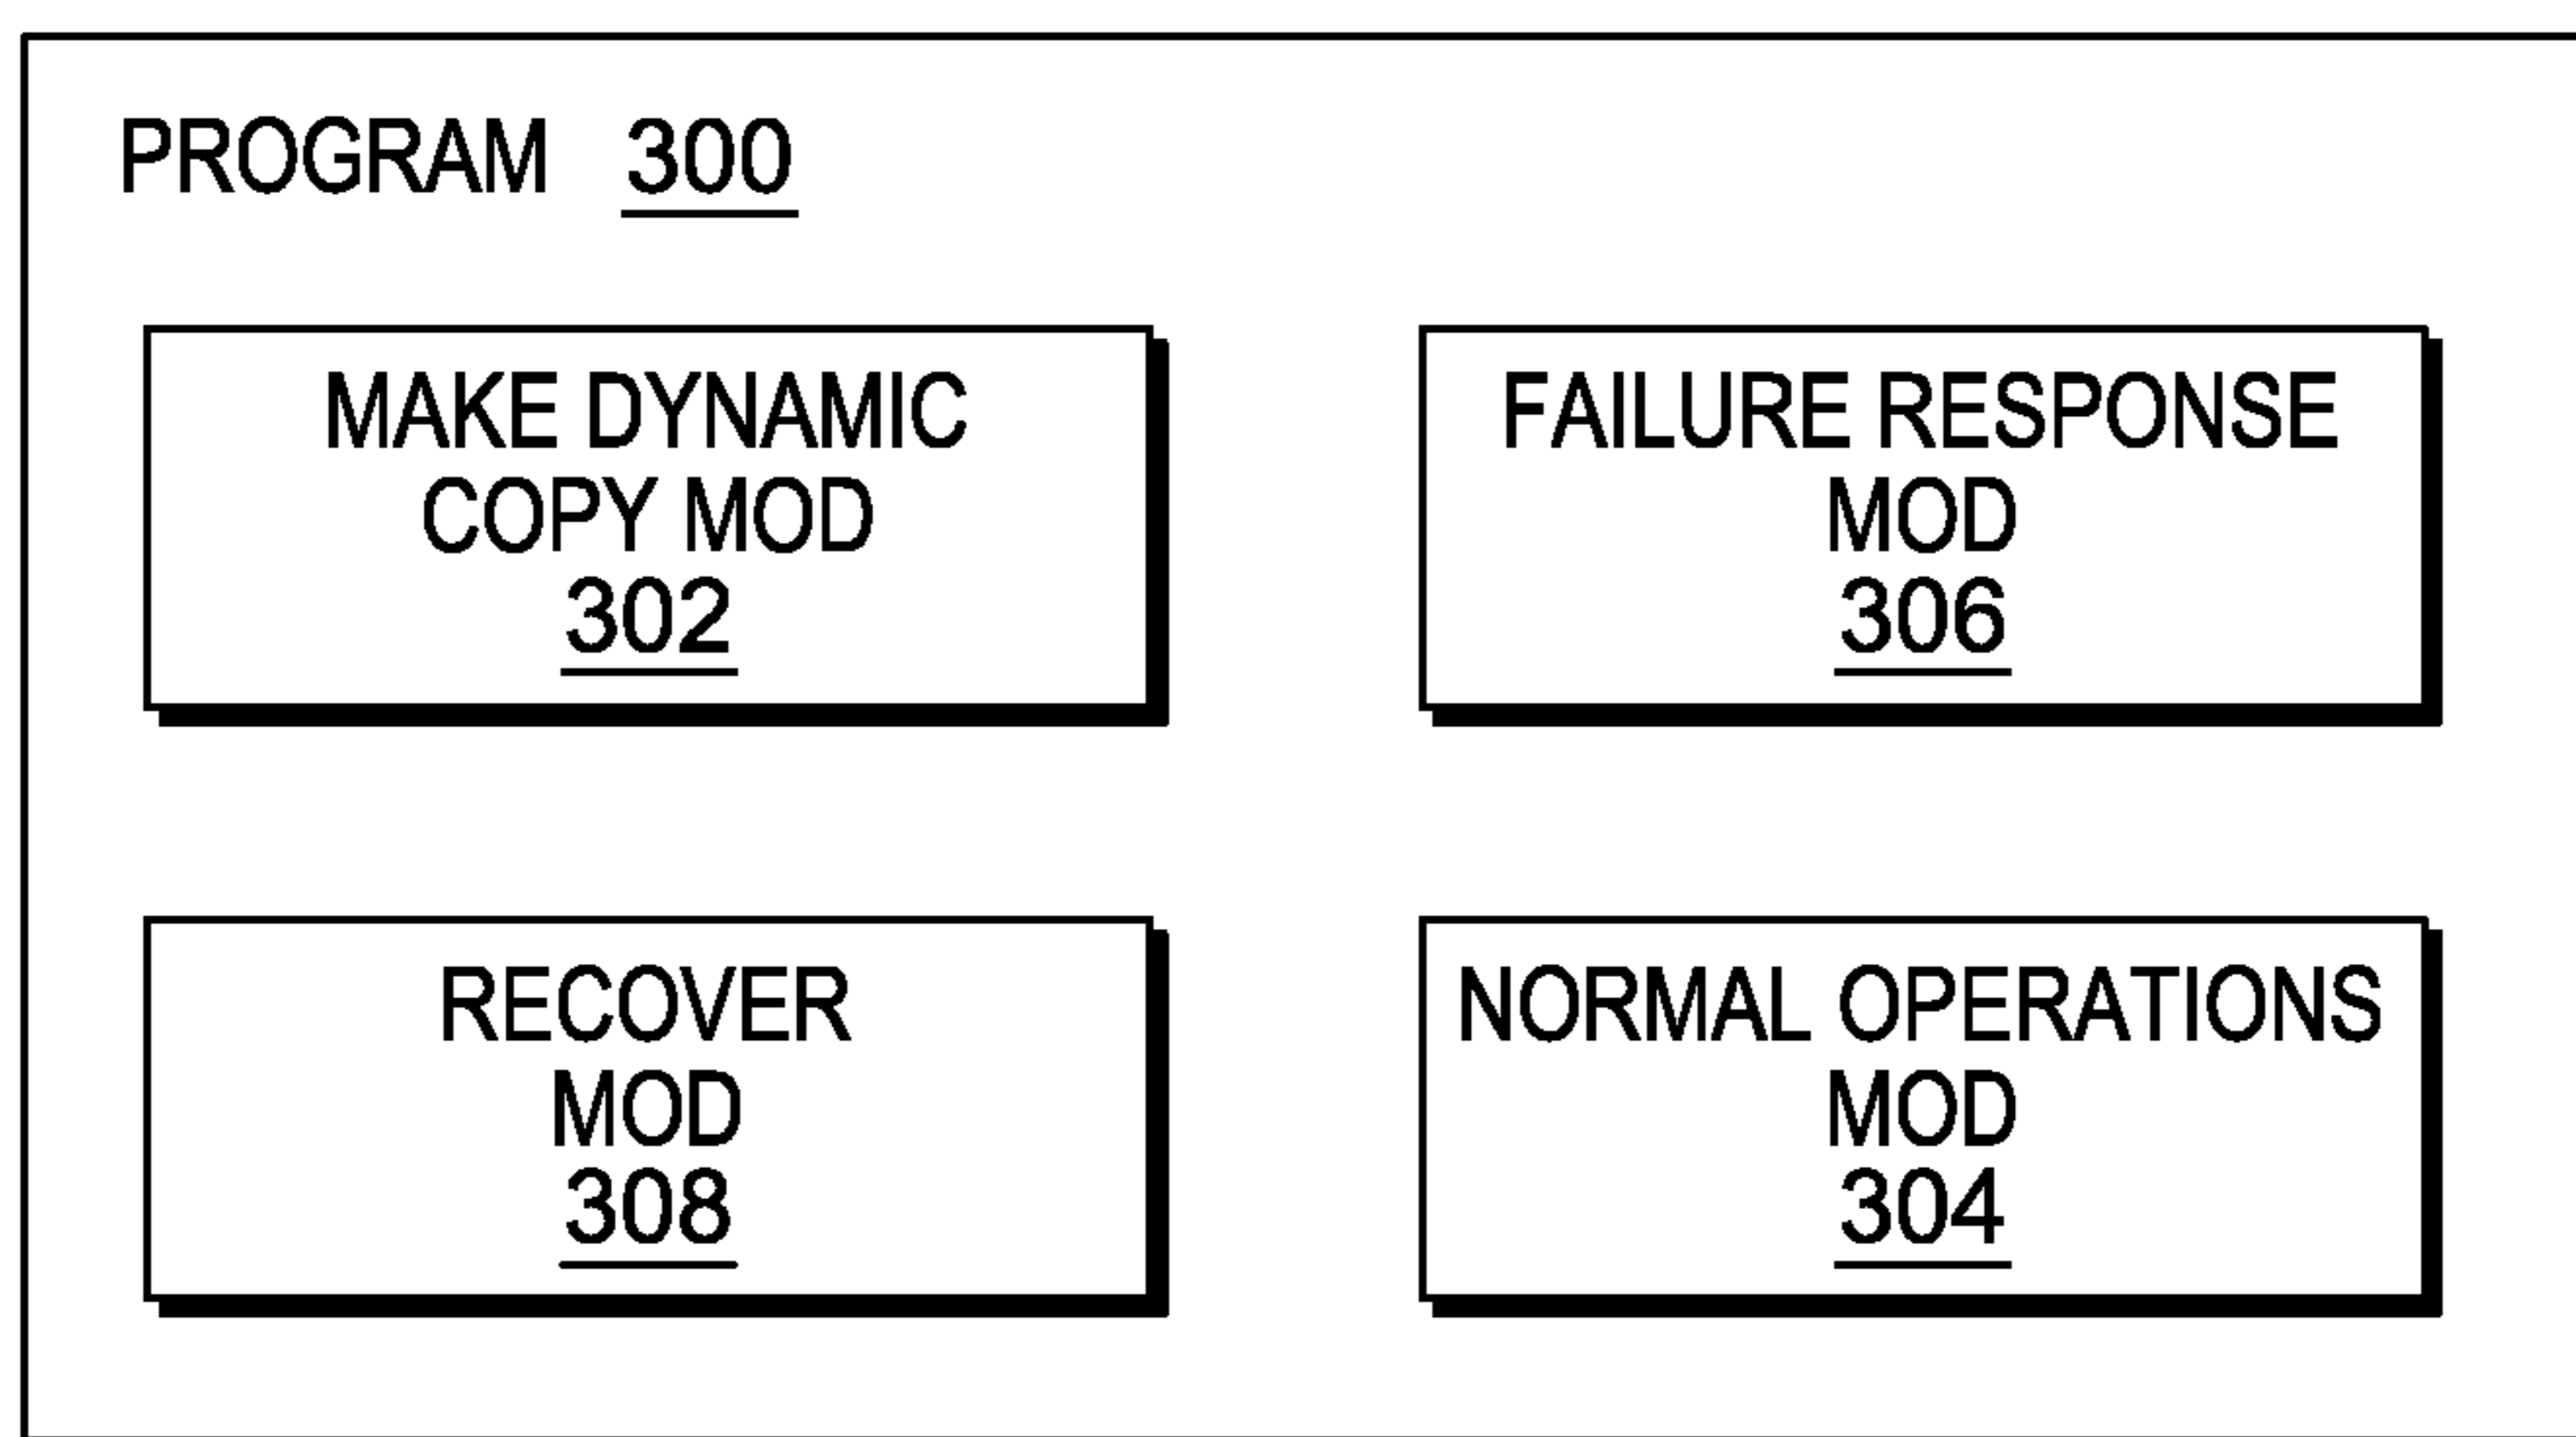 PROGRAM 300
MAKE DYNAMIC
COPY MOD
302
FAILURE RESPONSE
MOD
306
RECOVER
MOD
308
NORMAL OPERATIONS
MOD
304